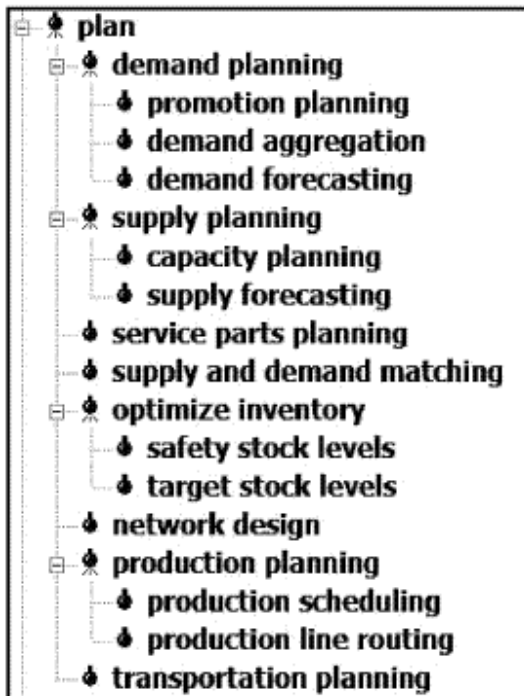 plan
demand planning
promotion planning
demand aggregation
demand forecasting
supply planning
capacity planning
supply forecasting
service parts planning
supply and demand matching
optimize inventory
safety stock levels
target stock levels
network design
production planning
production scheduling
production line routing
transportation planning